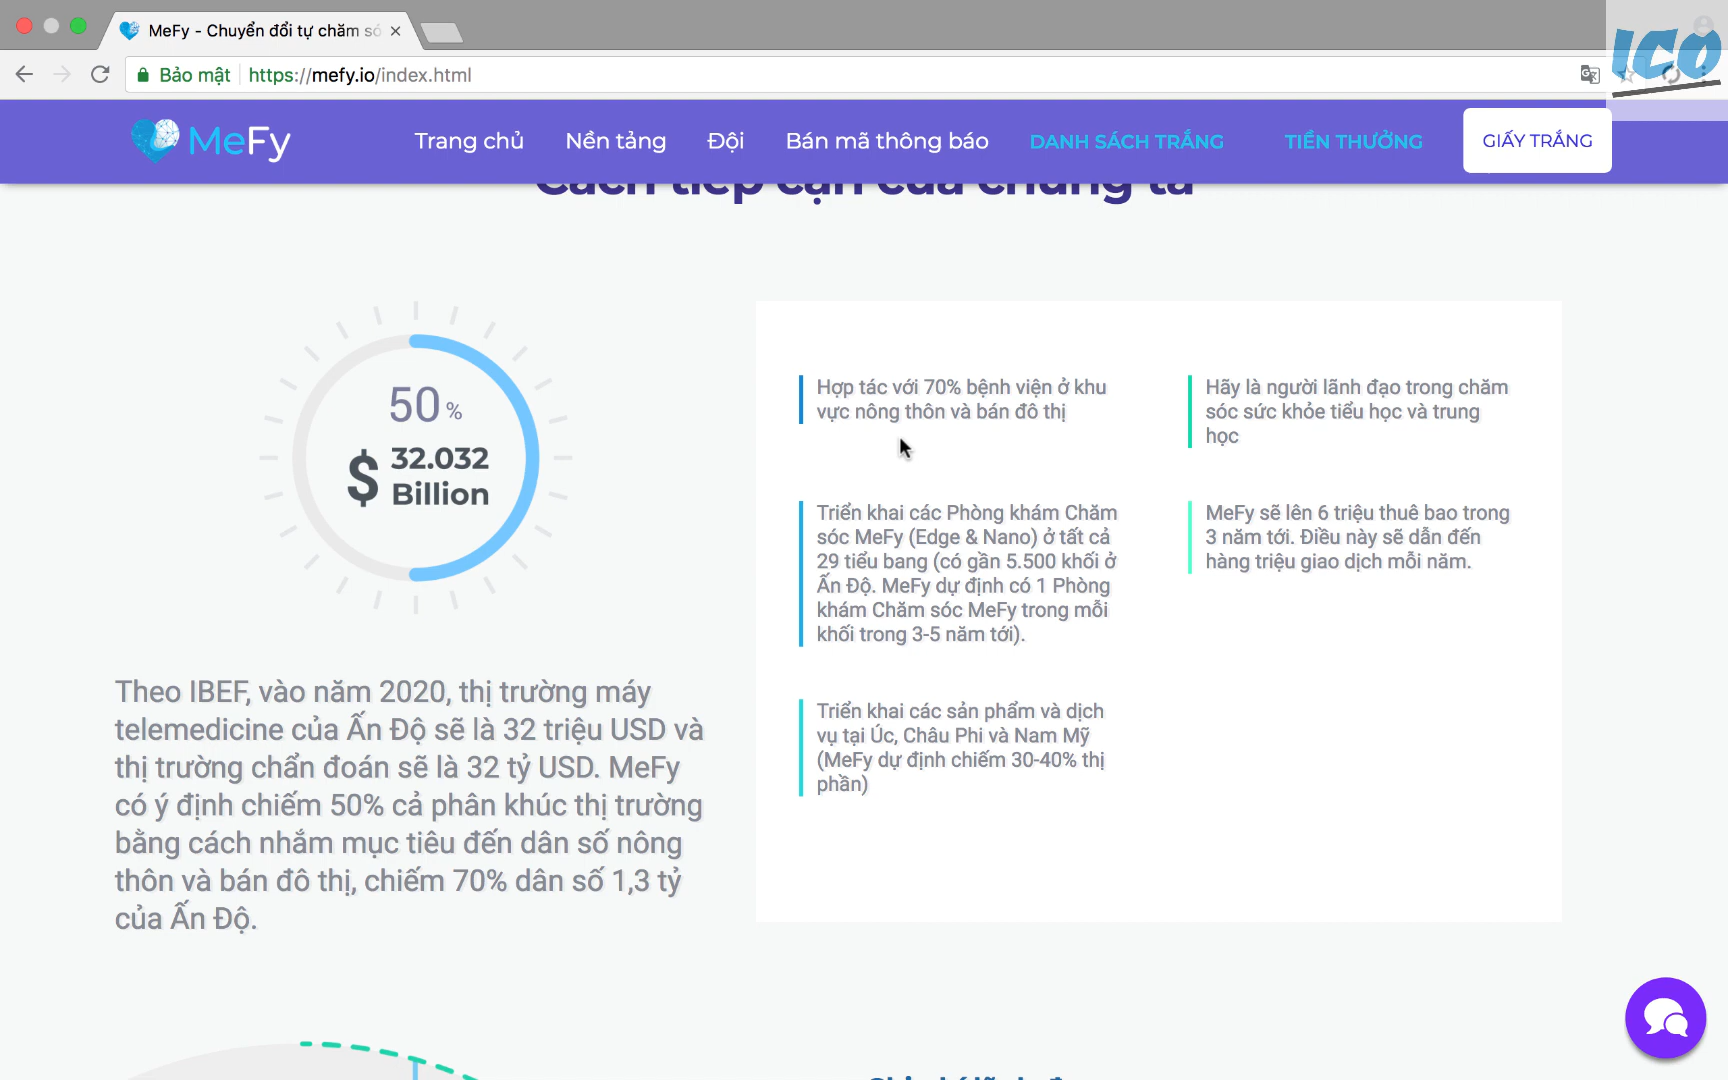 MeFy - Chuyển đổi tự chăm só
ICO
Bảo mật
https://mefy.io/index.html
MeFy
Trang chủ
Nền tảng
Đội
Bán mã thông báo
DANH SÁCH TRẮNG
TIỀN THƯỞNG
GIẤY TRẮNG
Cách tiếp cận của chúng ta
50 %
$ 32.032
Billion
Theo IBEF, vào năm 2020, thị trường máy
telemedicine của Ấn Độ sẽ là 32 triệu USD và
thị trường chẩn đoán sẽ là 32 tỷ USD. MeFy
có ý định chiếm 50% cả phân khúc thị trường
bằng cách nhắm mục tiêu đến dân số nông
thôn và bán đô thị, chiếm 70% dân số 1,3 tỷ
của Ấn Độ.
Hợp tác với 70% bệnh viện ở khu
vực nông thôn và bán đô thị
Triển khai các Phòng khám Chăm
sóc MeFy (Edge & Nano) ở tất cả
29 tiểu bang (có gần 5.500 khối ở
Ấn Độ. MeFy dự định có 1 Phòng
khám Chăm sóc MeFy trong mỗi
khối trong 3-5 năm tới).
Triển khai các sản phẩm và dịch
vụ tại Úc, Châu Phi và Nam Mỹ
(MeFy dự định chiếm 30-40% thị
phần)
Hãy là người lãnh đạo trong chăm
sóc sức khỏe tiểu học và trung
học
MeFy sẽ lên 6 triệu thuê bao trong
3 năm tới. Điều này sẽ dẫn đến
hàng triệu giao dịch mỗi năm.